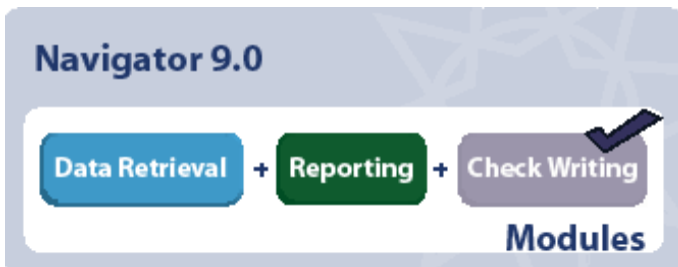 Navigator 9.0
Data Retrieval + Reporting + Check Writing
Modules